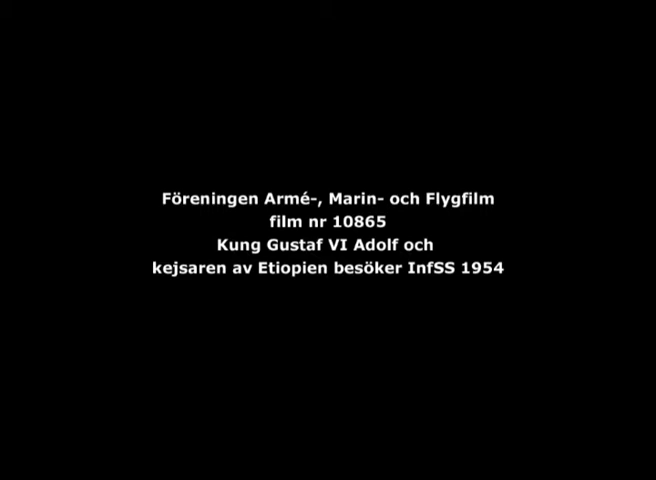 Föreningen Armé-, Marin- och Flygfilm
film nr 10865
Kung Gustaf VI Adolf och
kejsaren av Etiopien besöker InfSS 1954